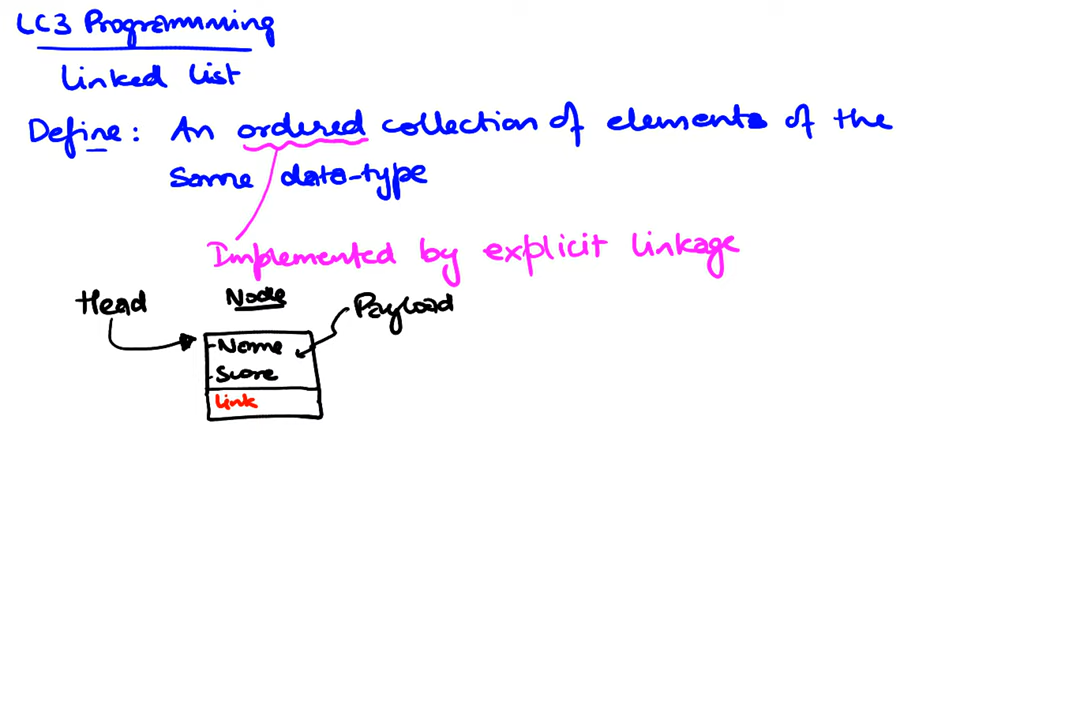 LC3 Programming
Linked List
Define: An ordered collection of elements of the
same data-type
Implemented by explicit linkage
Head Node Payload
- Name
- Score
Link